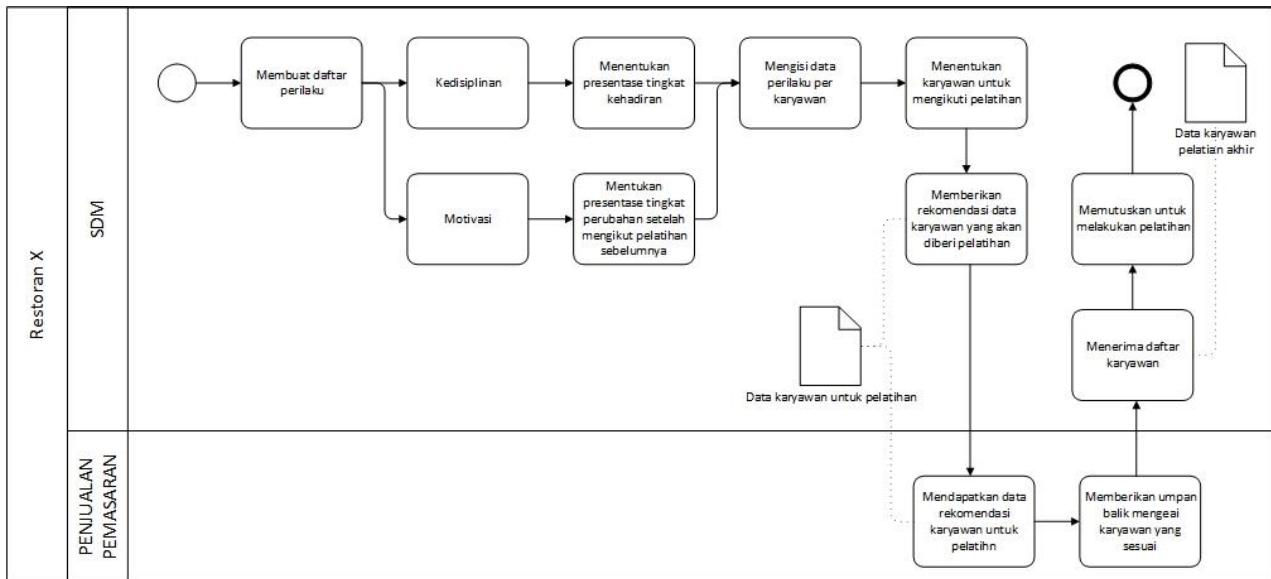 Restoran X
SDM
Membuat daftar
perilaku
Kedisiplinan
Menentukan
presentase tingkat
kehadiran
Mengisi data
perilaku per
karyawan
Menentukan
karyawan untuk
mengikuti pelatihan
Data karyawan
pelatian akhir
Motivasi
Mentukan
presentase tingkat
perubahan setelah
mengikut pelatihan
sebelumnya
Memberikan
rekomendasi data
karyawan yang akan
diberi pelatihan
Memutuskan untuk
melakukan pelatihan
Menerima daftar
karyawan
Data karyawan untuk pelatihan
PENJUALAN
PEMASARAN
Mendapatkan data
rekomendasi
karyawan untuk
pelatihn
Memberikan umpan
balik mengeai
karyawan yang
sesuai